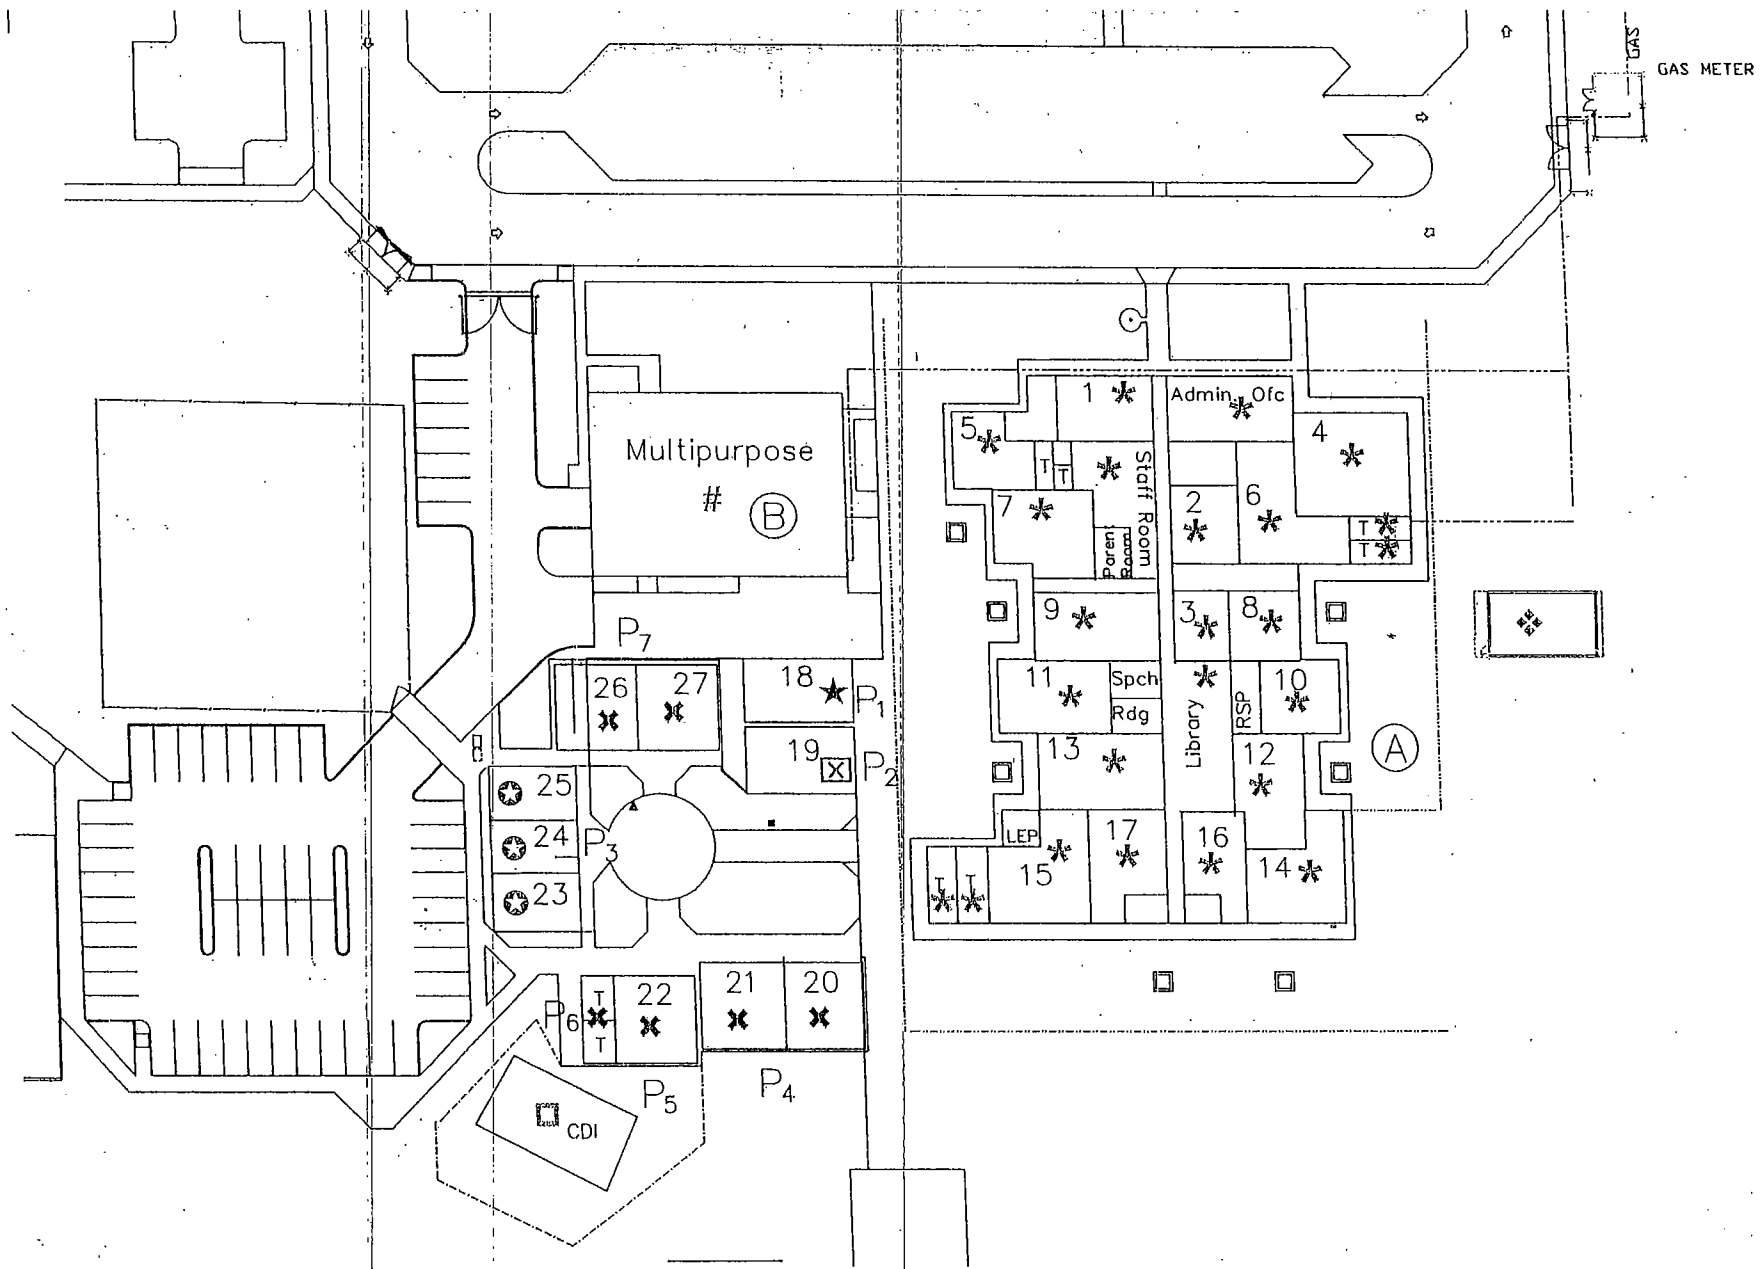 GAS
GAS METER
1
Admin. Ofc
5
4
Multipurpose
#
B
T
T
Staff Room
7
2
6
T
T
Parent
Room
9
3
8
P7
26
27
18
P1
11
Spch
10
Rdg
RSP
Library
19
P2
13
12
A
25
24
P3
23
LEP
17
16
15
14
T
T
T
22
21
20
P6
T
P5
P4
CDI